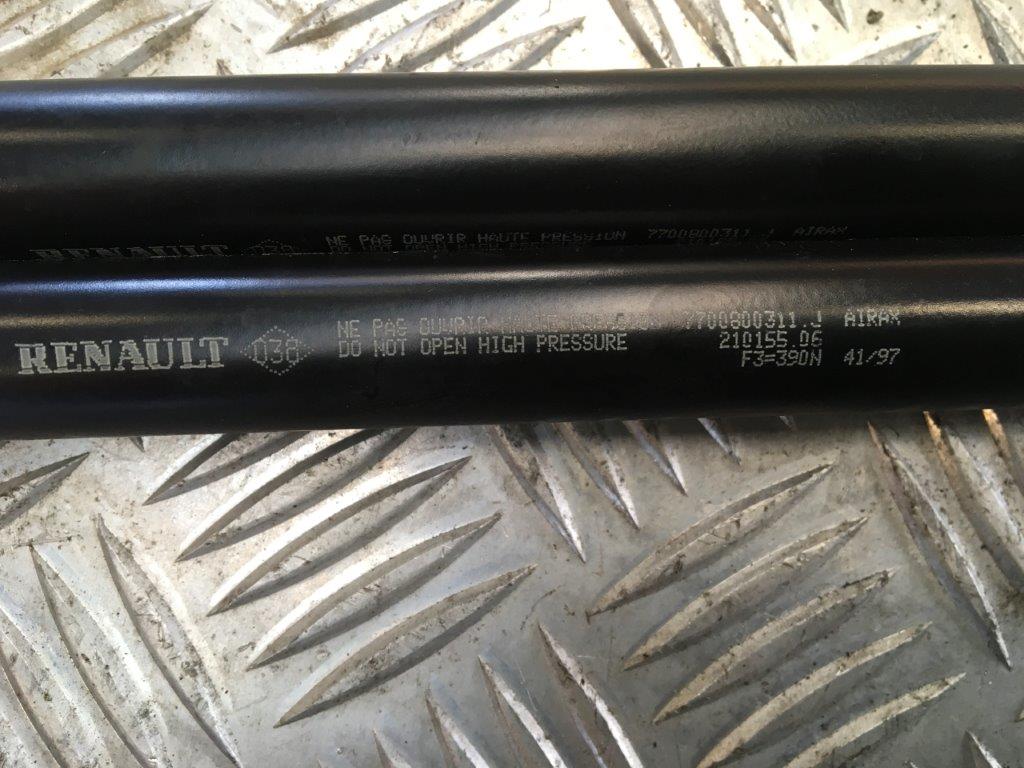 RENAULT NE PAS OUVRIR HAUTE PRESSION 7700800311.J AIRAX
NE PAS OUVRIR HAUTE 7700800311.J AIRAX
RENAULT 038 DO NOT OPEN HIGH PRESSURE 210155.06
F3=390N 41/97